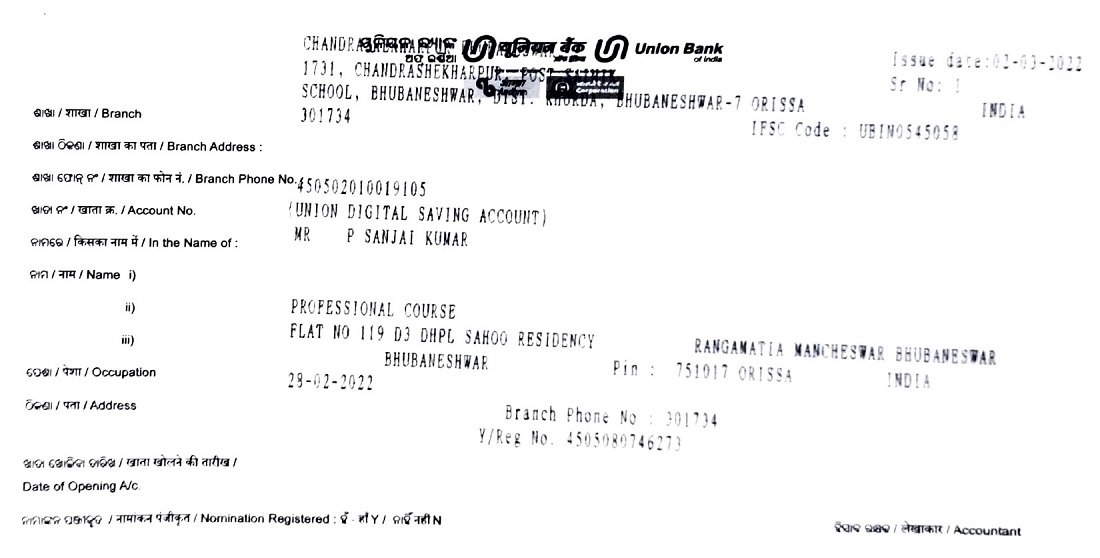 CHANDRASEKHARPUR BHUBANESWAR ୟୁନିଅନ ବ୍ୟାଙ୍କ ଅଫ୍ ଇଣ୍ଡିଆ यूनियन बैंक Union Bank of India
Issue date:02-03-2022
1731, CHANDRASHEKHARPUR, POST SAINIK
Sr No: 1
SCHOOL, BHUBANESHWAR, DIST. KHURDA, BHUBANESHWAR-7 ORISSA INDIA
ଶାଖା / शाखा / Branch 301734
IFSC Code : UBIN0545058
ଶାଖା ଠିକଣା / शाखा का पता / Branch Address :
ଶାଖା ଫୋନ୍ ନଂ / शाखा का फोन नं. / Branch Phone No. 450502010019105
ଖାତା ନଂ / खाता क्र. / Account No. (UNION DIGITAL SAVING ACCOUNT)
ନାମରେ / किसका नाम में / In the Name of : MR P SANJAI KUMAR
ନାମ / नाम / Name i)
ii) PROFESSIONAL COURSE
iii) FLAT NO 119 D3 DHPL SAHOO RESIDENCY RANGAMATIA MANCHESWAR BHUBANESWAR
BHUBANESHWAR Pin : 751017 ORISSA INDIA
ପେଶା / पेशा / Occupation 28-02-2022
ଠିକଣା / पता / Address
Branch Phone No : 301734
Y/Reg No. 4505080746273
ଖାତା ଖୋଲିବା ତାରିଖ / खाता खोलने की तारीख /
Date of Opening A/c.
ନାମାଙ୍କନ ପଞ୍ଜୀକୃତ / नामांकन पंजीकृत / Nomination Registered : ହଁ - हाँ Y / ନାହିଁ नहीं N
ହିସାବ ରକ୍ଷକ / लेखाकार / Accountant